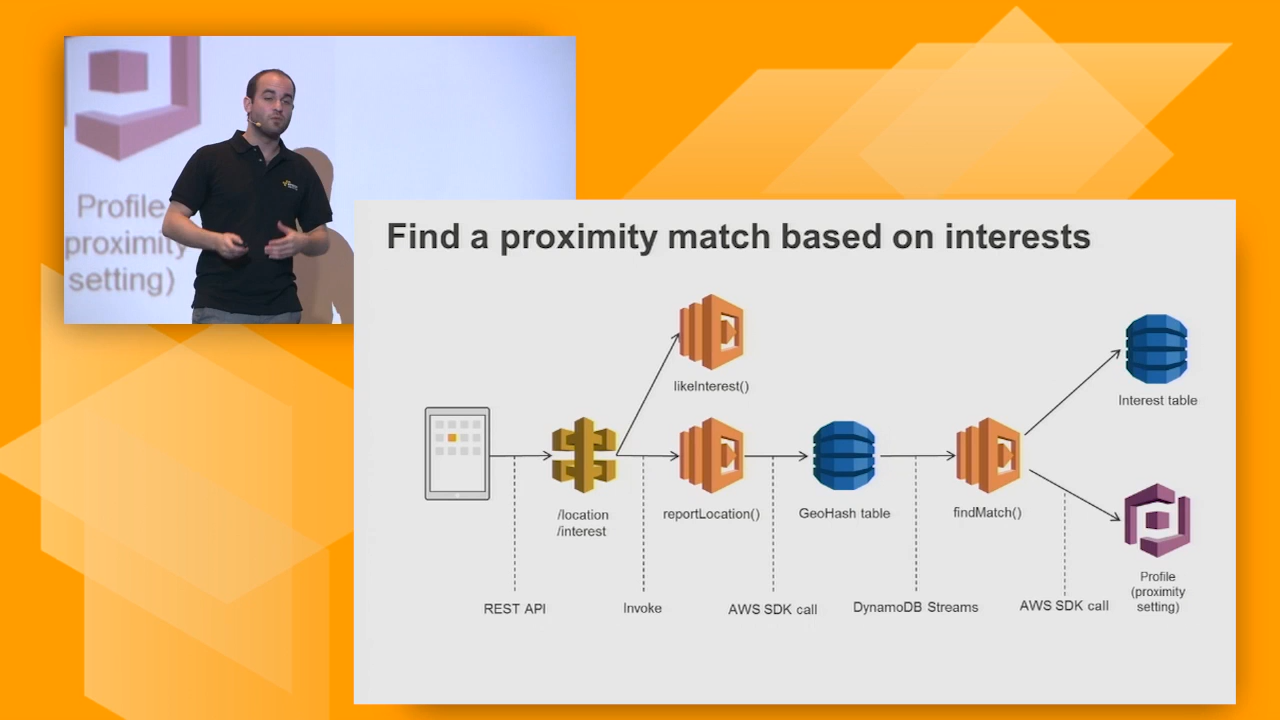 Profile
proximity
setting)
Find a proximity match based on interests
likeInterest()
Interest table
/location
/interest
reportLocation()
GeoHash table
findMatch()
Profile
(proximity
setting)
REST API
Invoke
AWS SDK call
DynamoDB Streams
AWS SDK call